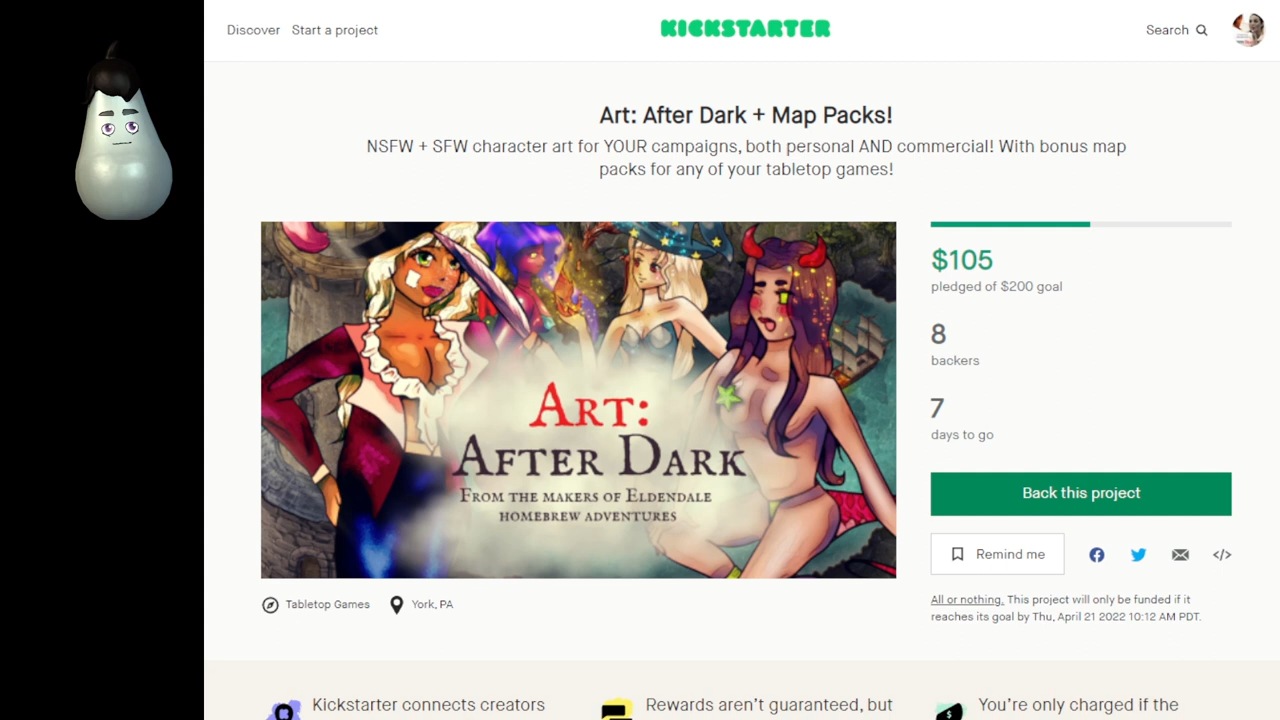 Discover Start a project
KICKSTARTER
Search
Art: After Dark + Map Packs!
NSFW + SFW character art for YOUR campaigns, both personal AND commercial! With bonus map
packs for any of your tabletop games!
ART:
AFTER DARK
FROM THE MAKERS OF ELDENDALE
HOMEBREW ADVENTURES
$105
pledged of $200 goal
8
backers
7
days to go
Back this project
Remind me
All or nothing. This project will only be funded if it
reaches its goal by Thu, April 21 2022 10:12 AM PDT.
Tabletop Games York, PA
Kickstarter connects creators
Rewards aren't guaranteed, but
You're only charged if the